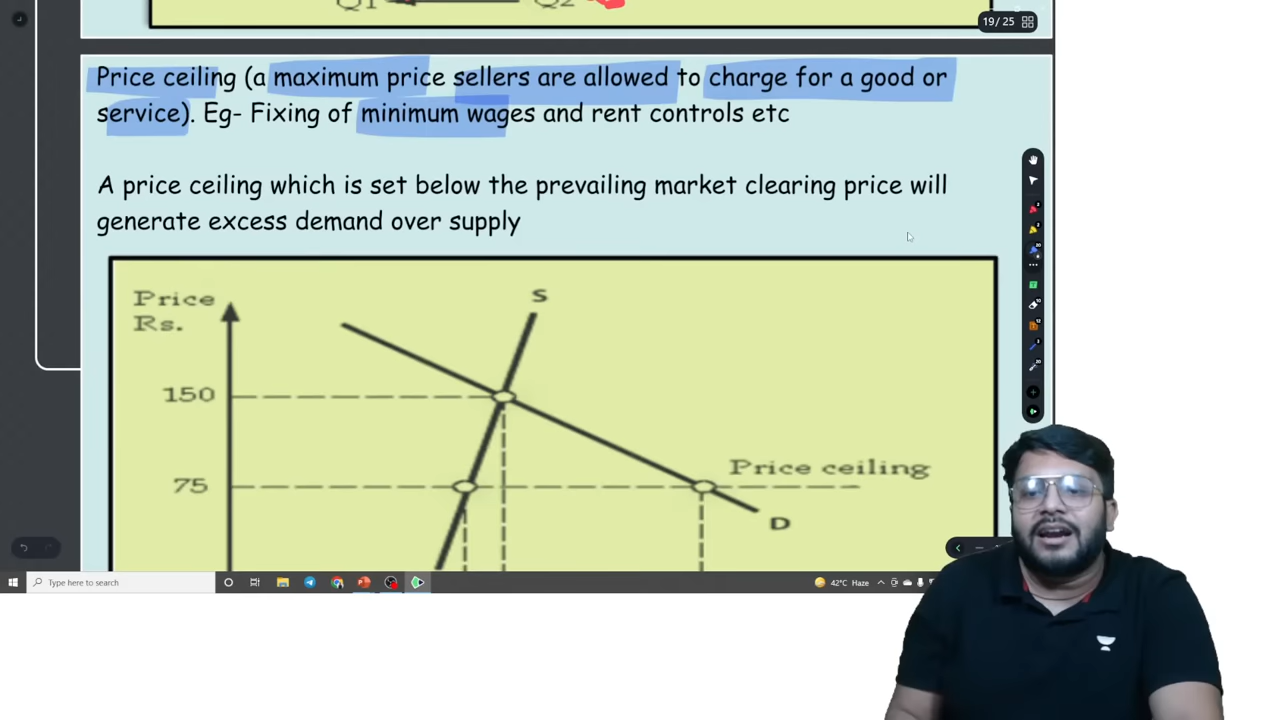 Q1 Q2
19/25
Price ceiling (a maximum price sellers are allowed to charge for a good or
service). Eg- Fixing of minimum wages and rent controls etc
A price ceiling which is set below the prevailing market clearing price will
generate excess demand over supply
Price
Rs.
S
150
Price ceiling
75
D
Type here to search
42°C Haze